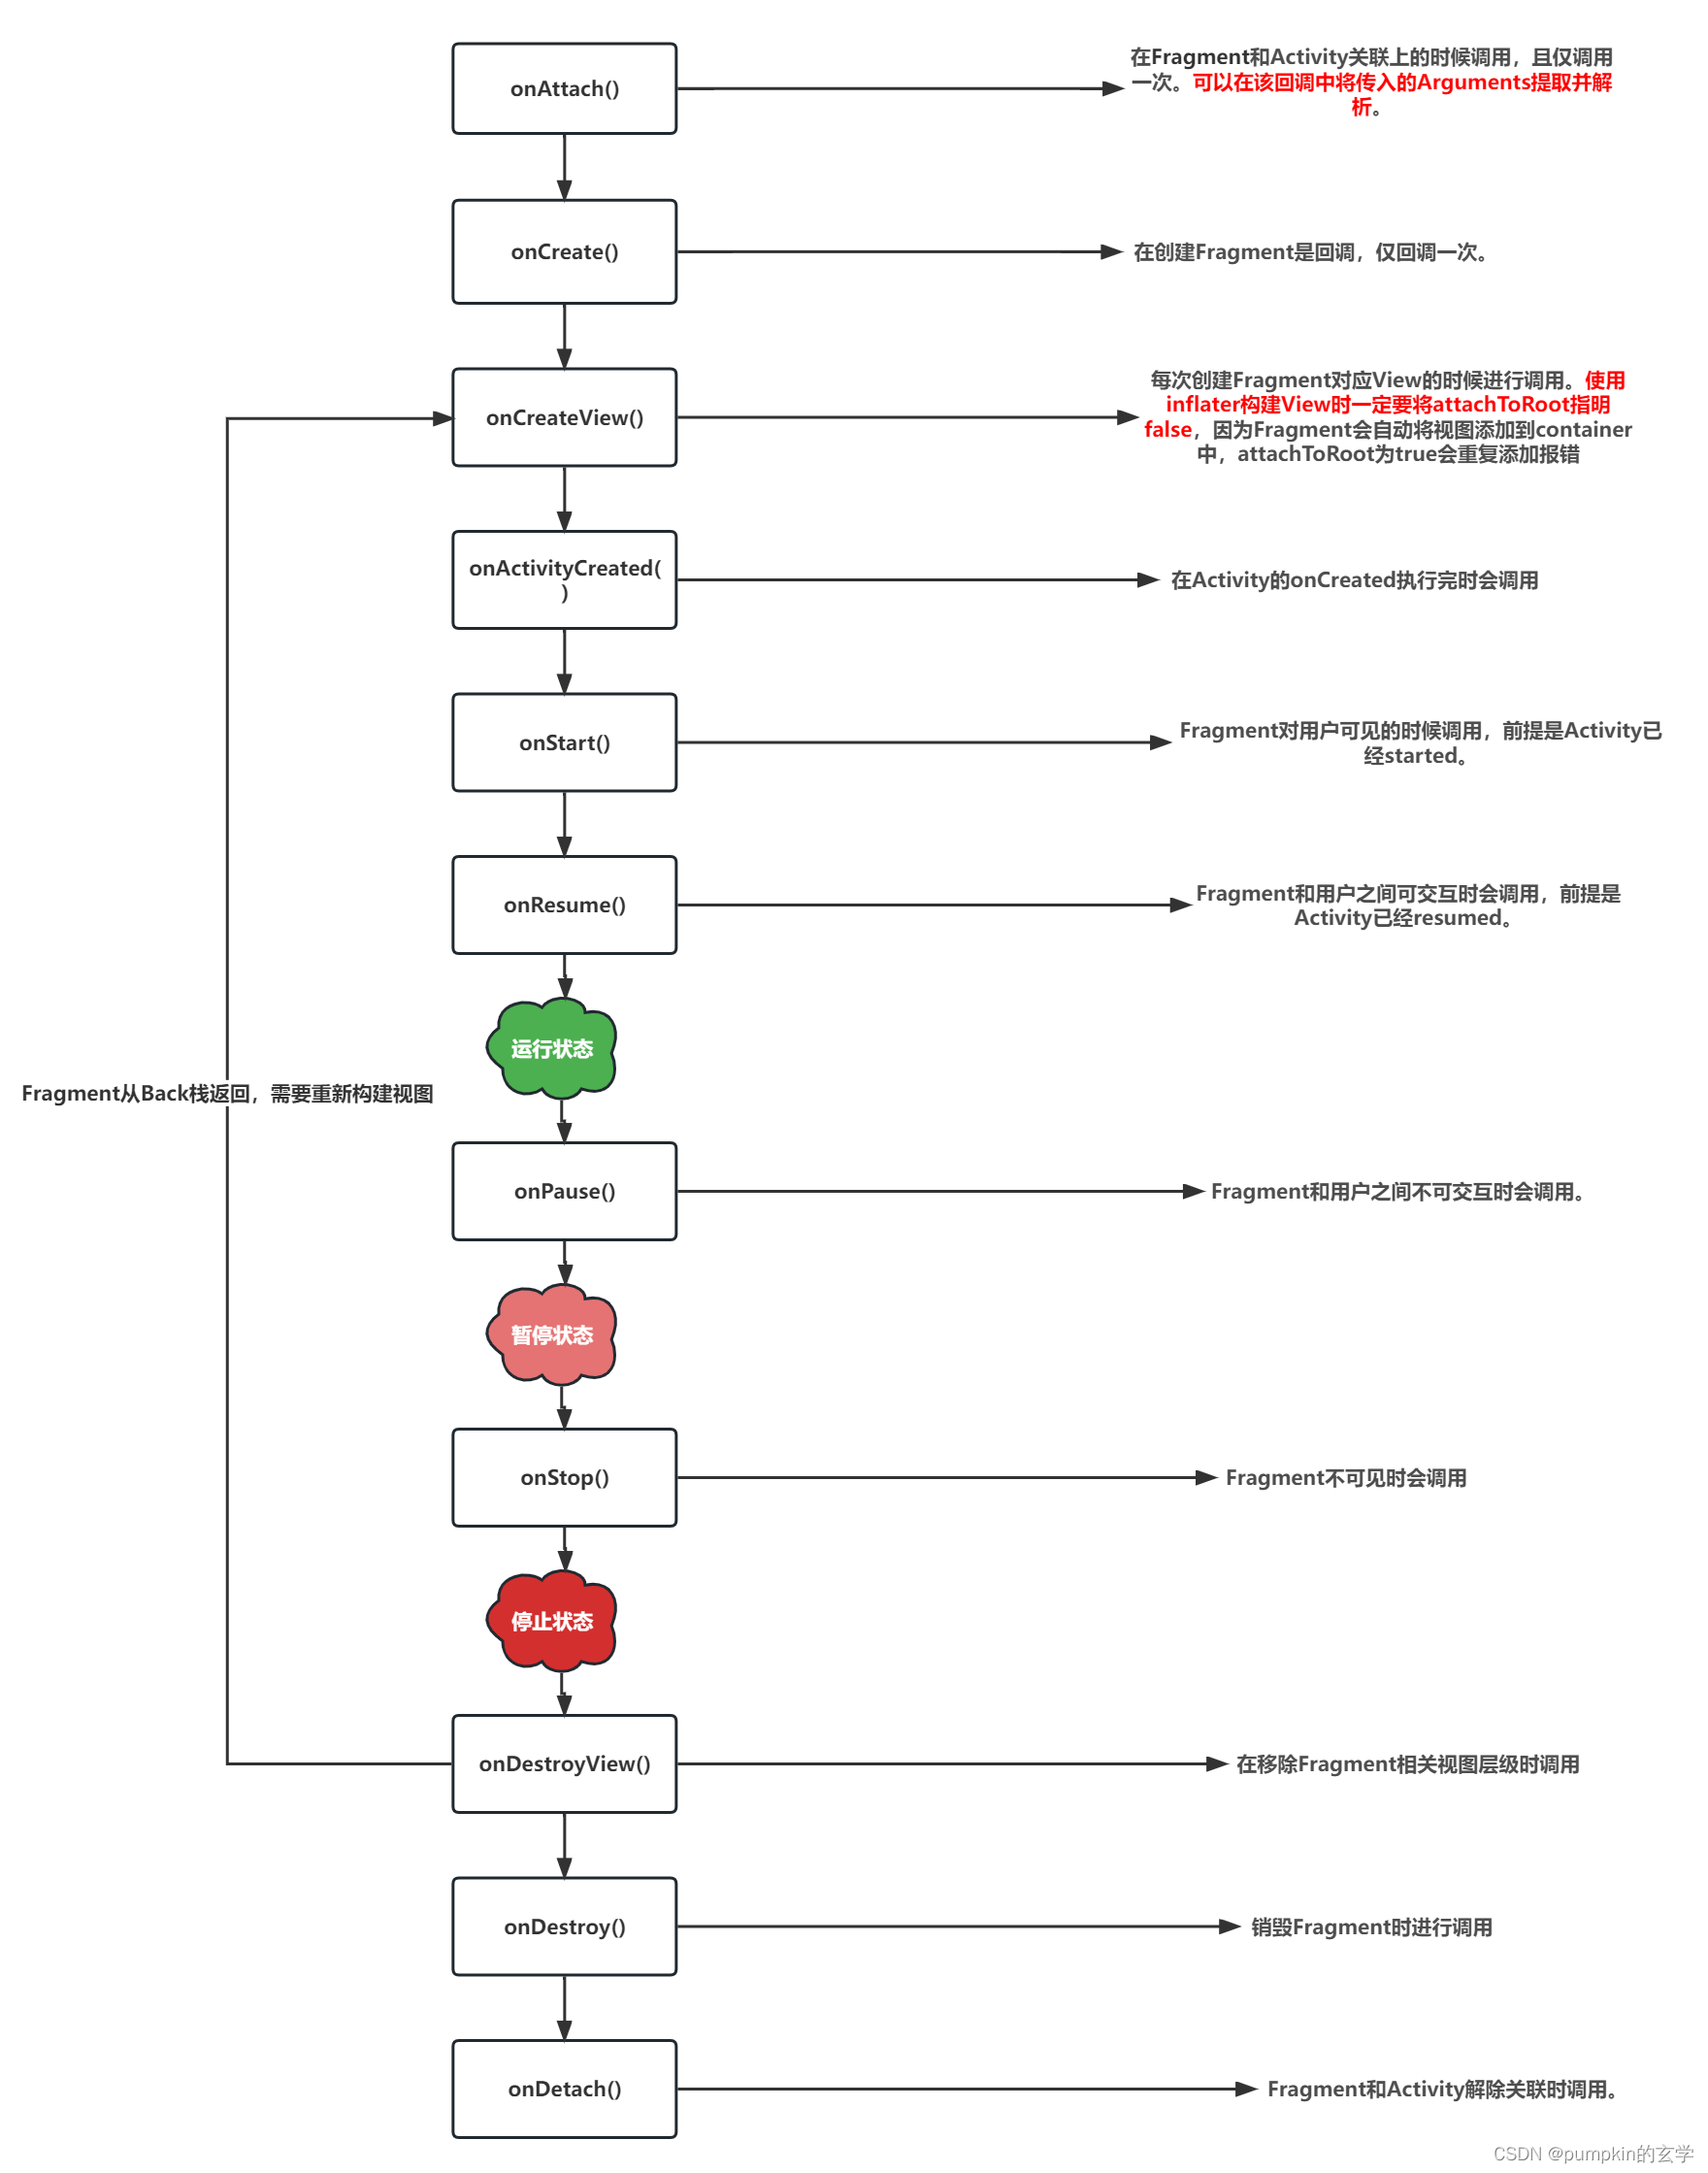 onAttach()
在Fragment和Activity关联上的时候调用，且仅调用
一次。可以在该回调中将传入的Arguments提取并解
析。
onCreate()
在创建Fragment是回调，仅回调一次。
onCreateView()
每次创建Fragment对应View的时候进行调用。使用
inflater构建View时一定要将attachToRoot指明
false，因为Fragment会自动将视图添加到container
中，attachToRoot为true会重复添加报错
onActivityCreated(
)
在Activity的onCreated执行完时会调用
onStart()
Fragment对用户可见的时候调用，前提是Activity已
经started。
onResume()
Fragment和用户之间可交互时会调用，前提是
Activity已经resumed。
运行状态
Fragment从Back栈返回，需要重新构建视图
onPause()
Fragment和用户之间不可交互时会调用。
暂停状态
onStop()
Fragment不可见时会调用
停止状态
onDestroyView()
在移除Fragment相关视图层级时调用
onDestroy()
销毁Fragment时进行调用
onDetach()
Fragment和Activity解除关联时调用。
CSDN @pumpkin的玄学